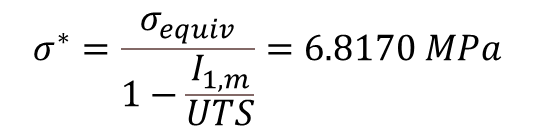 σ* = σ_equiv / (1 − I_1,m / UTS) = 6.8170 MPa